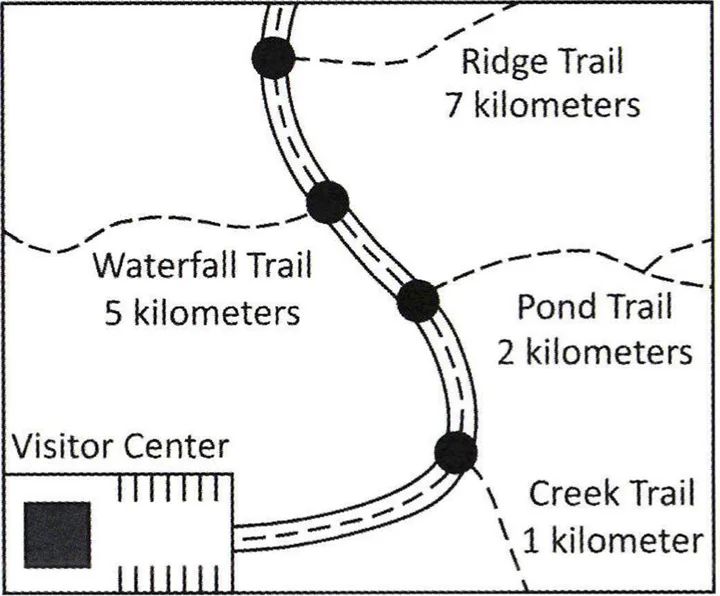 Ridge Trail
7 kilometers
Waterfall Trail
5 kilometers
Pond Trail
2 kilometers
Visitor Center
Creek Trail
1 kilometer